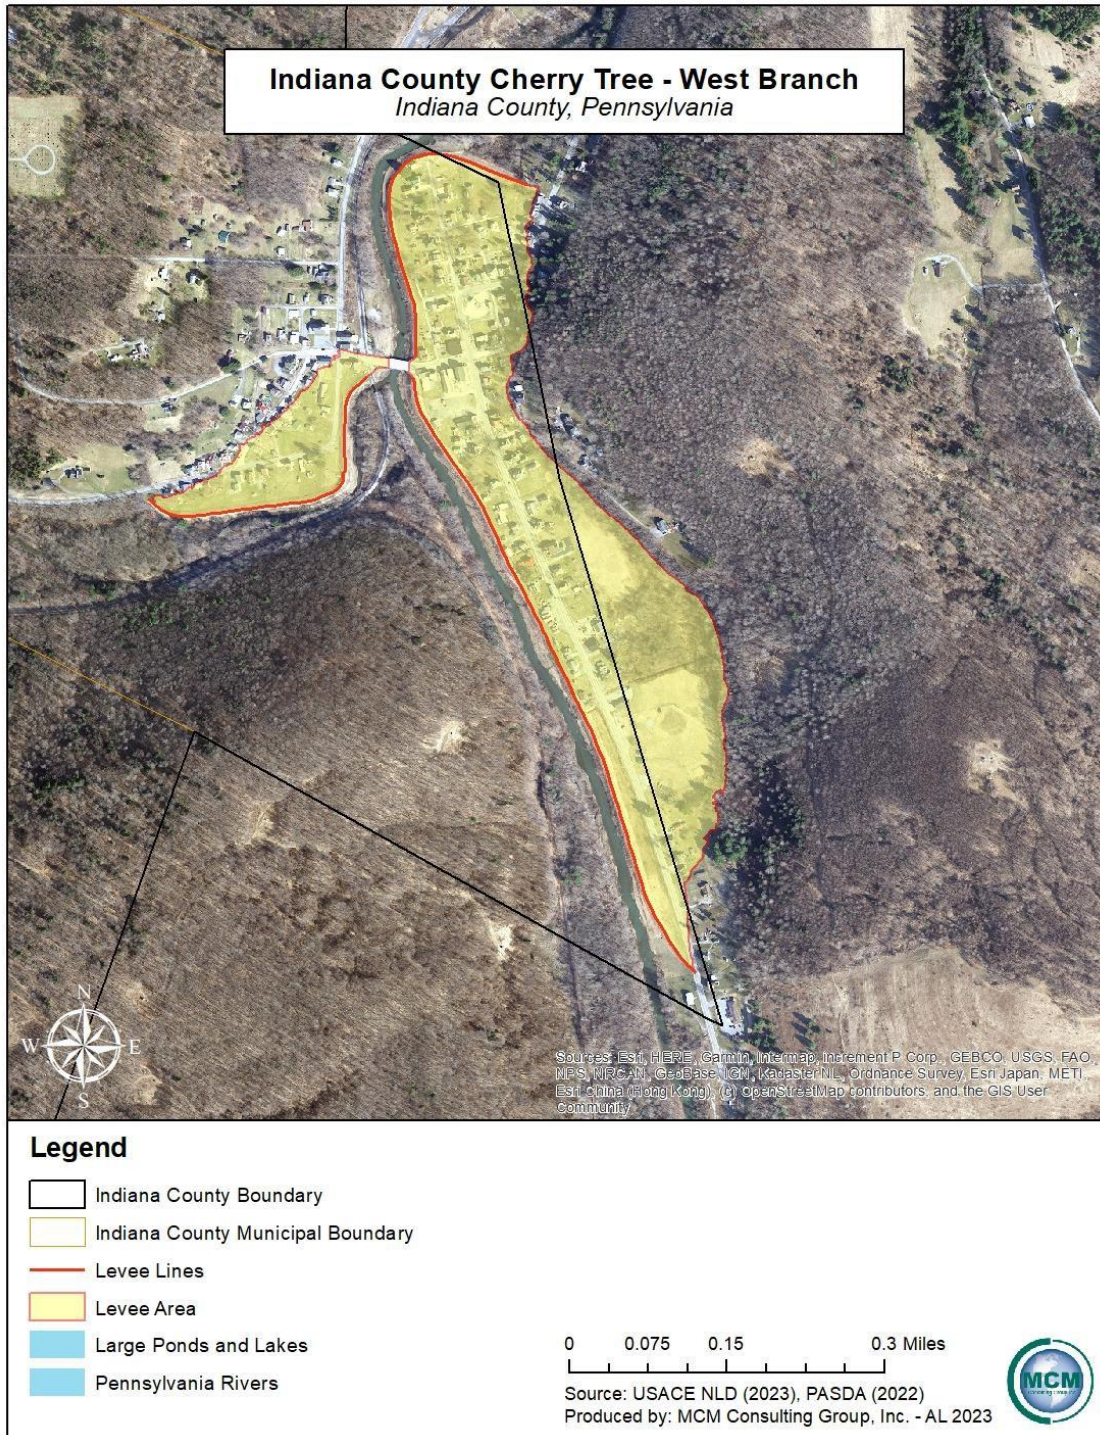 Indiana County Cherry Tree - West Branch
Indiana County, Pennsylvania
N
W E
S
Sources: Esri, HERE, Garmin, Intermap, increment P Corp., GEBCO, USGS, FAO,
NPS, NRCAN, GeoBase, IGN, Kadaster NL, Ordnance Survey, Esri Japan, METI,
Esri China (Hong Kong), (c) OpenStreetMap contributors, and the GIS User
Community
Legend
Indiana County Boundary
Indiana County Municipal Boundary
Levee Lines
Levee Area
Large Ponds and Lakes
Pennsylvania Rivers
0 0.075 0.15 0.3 Miles
Source: USACE NLD (2023), PASDA (2022)
Produced by: MCM Consulting Group, Inc. - AL 2023
MCM
Consulting Group, Inc.